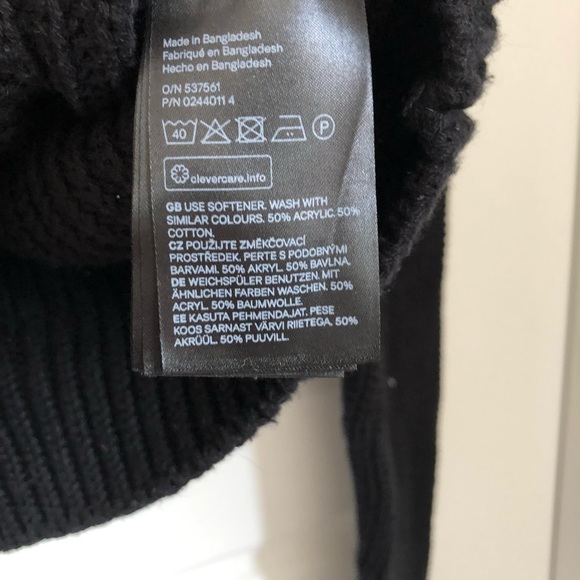 Made in Bangladesh
Fabriqué en Bangladesh
Hecho en Bangladesh
O/N 537561
P/N 0244011 4
40 P
clevercare.info
GB USE SOFTENER. WASH WITH
SIMILAR COLOURS. 50% ACRYLIC. 50%
COTTON.
CZ POUŽIJTE ZMĚKČOVACÍ
PROSTŘEDEK. PERTE S PODOBNÝMI
BARVAMI. 50% AKRYL. 50% BAVLNA.
DE WEICHSPÜLER BENUTZEN. MIT
ÄHNLICHEN FARBEN WASCHEN. 50%
ACRYL. 50% BAUMWOLLE.
EE KASUTA PEHMENDAJAT. PESE
KOOS SARNAST VÄRVI RIIETEGA. 50%
AKRÜÜL. 50% PUUVILL.